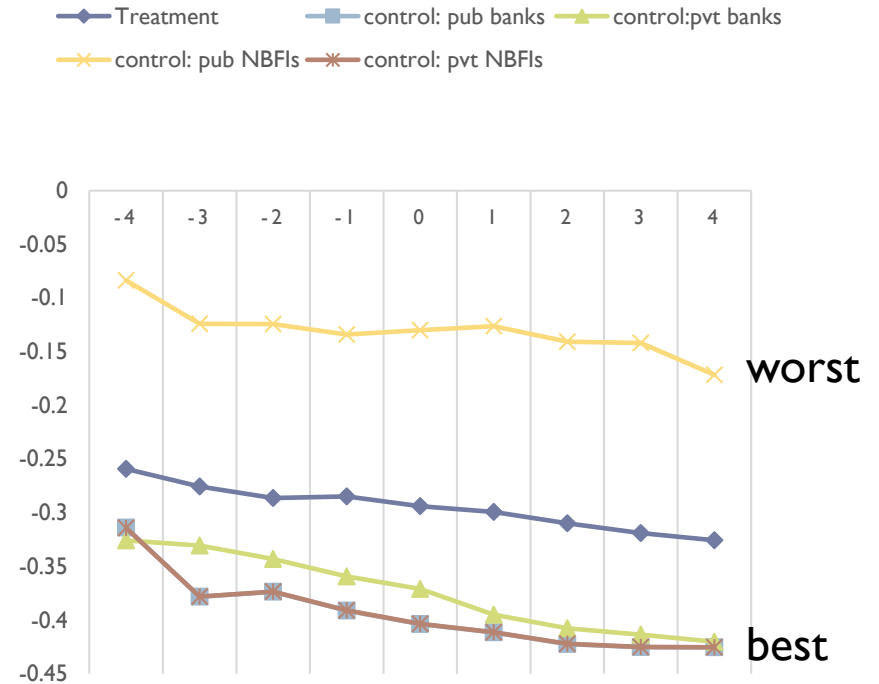 Treatment control: pub banks control:pvt banks
control: pub NBFIs control: pvt NBFIs
0
-4 -3 -2 -1 0 1 2 3 4
-0.05
-0.1
-0.15
worst
-0.2
-0.25
-0.3
-0.35
-0.4
best
-0.45